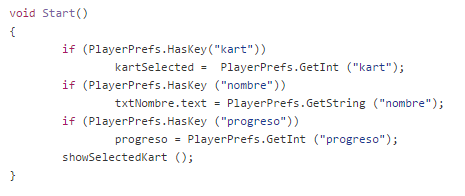 void Start()
{
        if (PlayerPrefs.HasKey("kart"))
                kartSelected =  PlayerPrefs.GetInt ("kart");
        if (PlayerPrefs.HasKey ("nombre"))
                txtNombre.text = PlayerPrefs.GetString ("nombre");
        if (PlayerPrefs.HasKey ("progreso"))
                progreso = PlayerPrefs.GetInt ("progreso");
        showSelectedKart ();
}